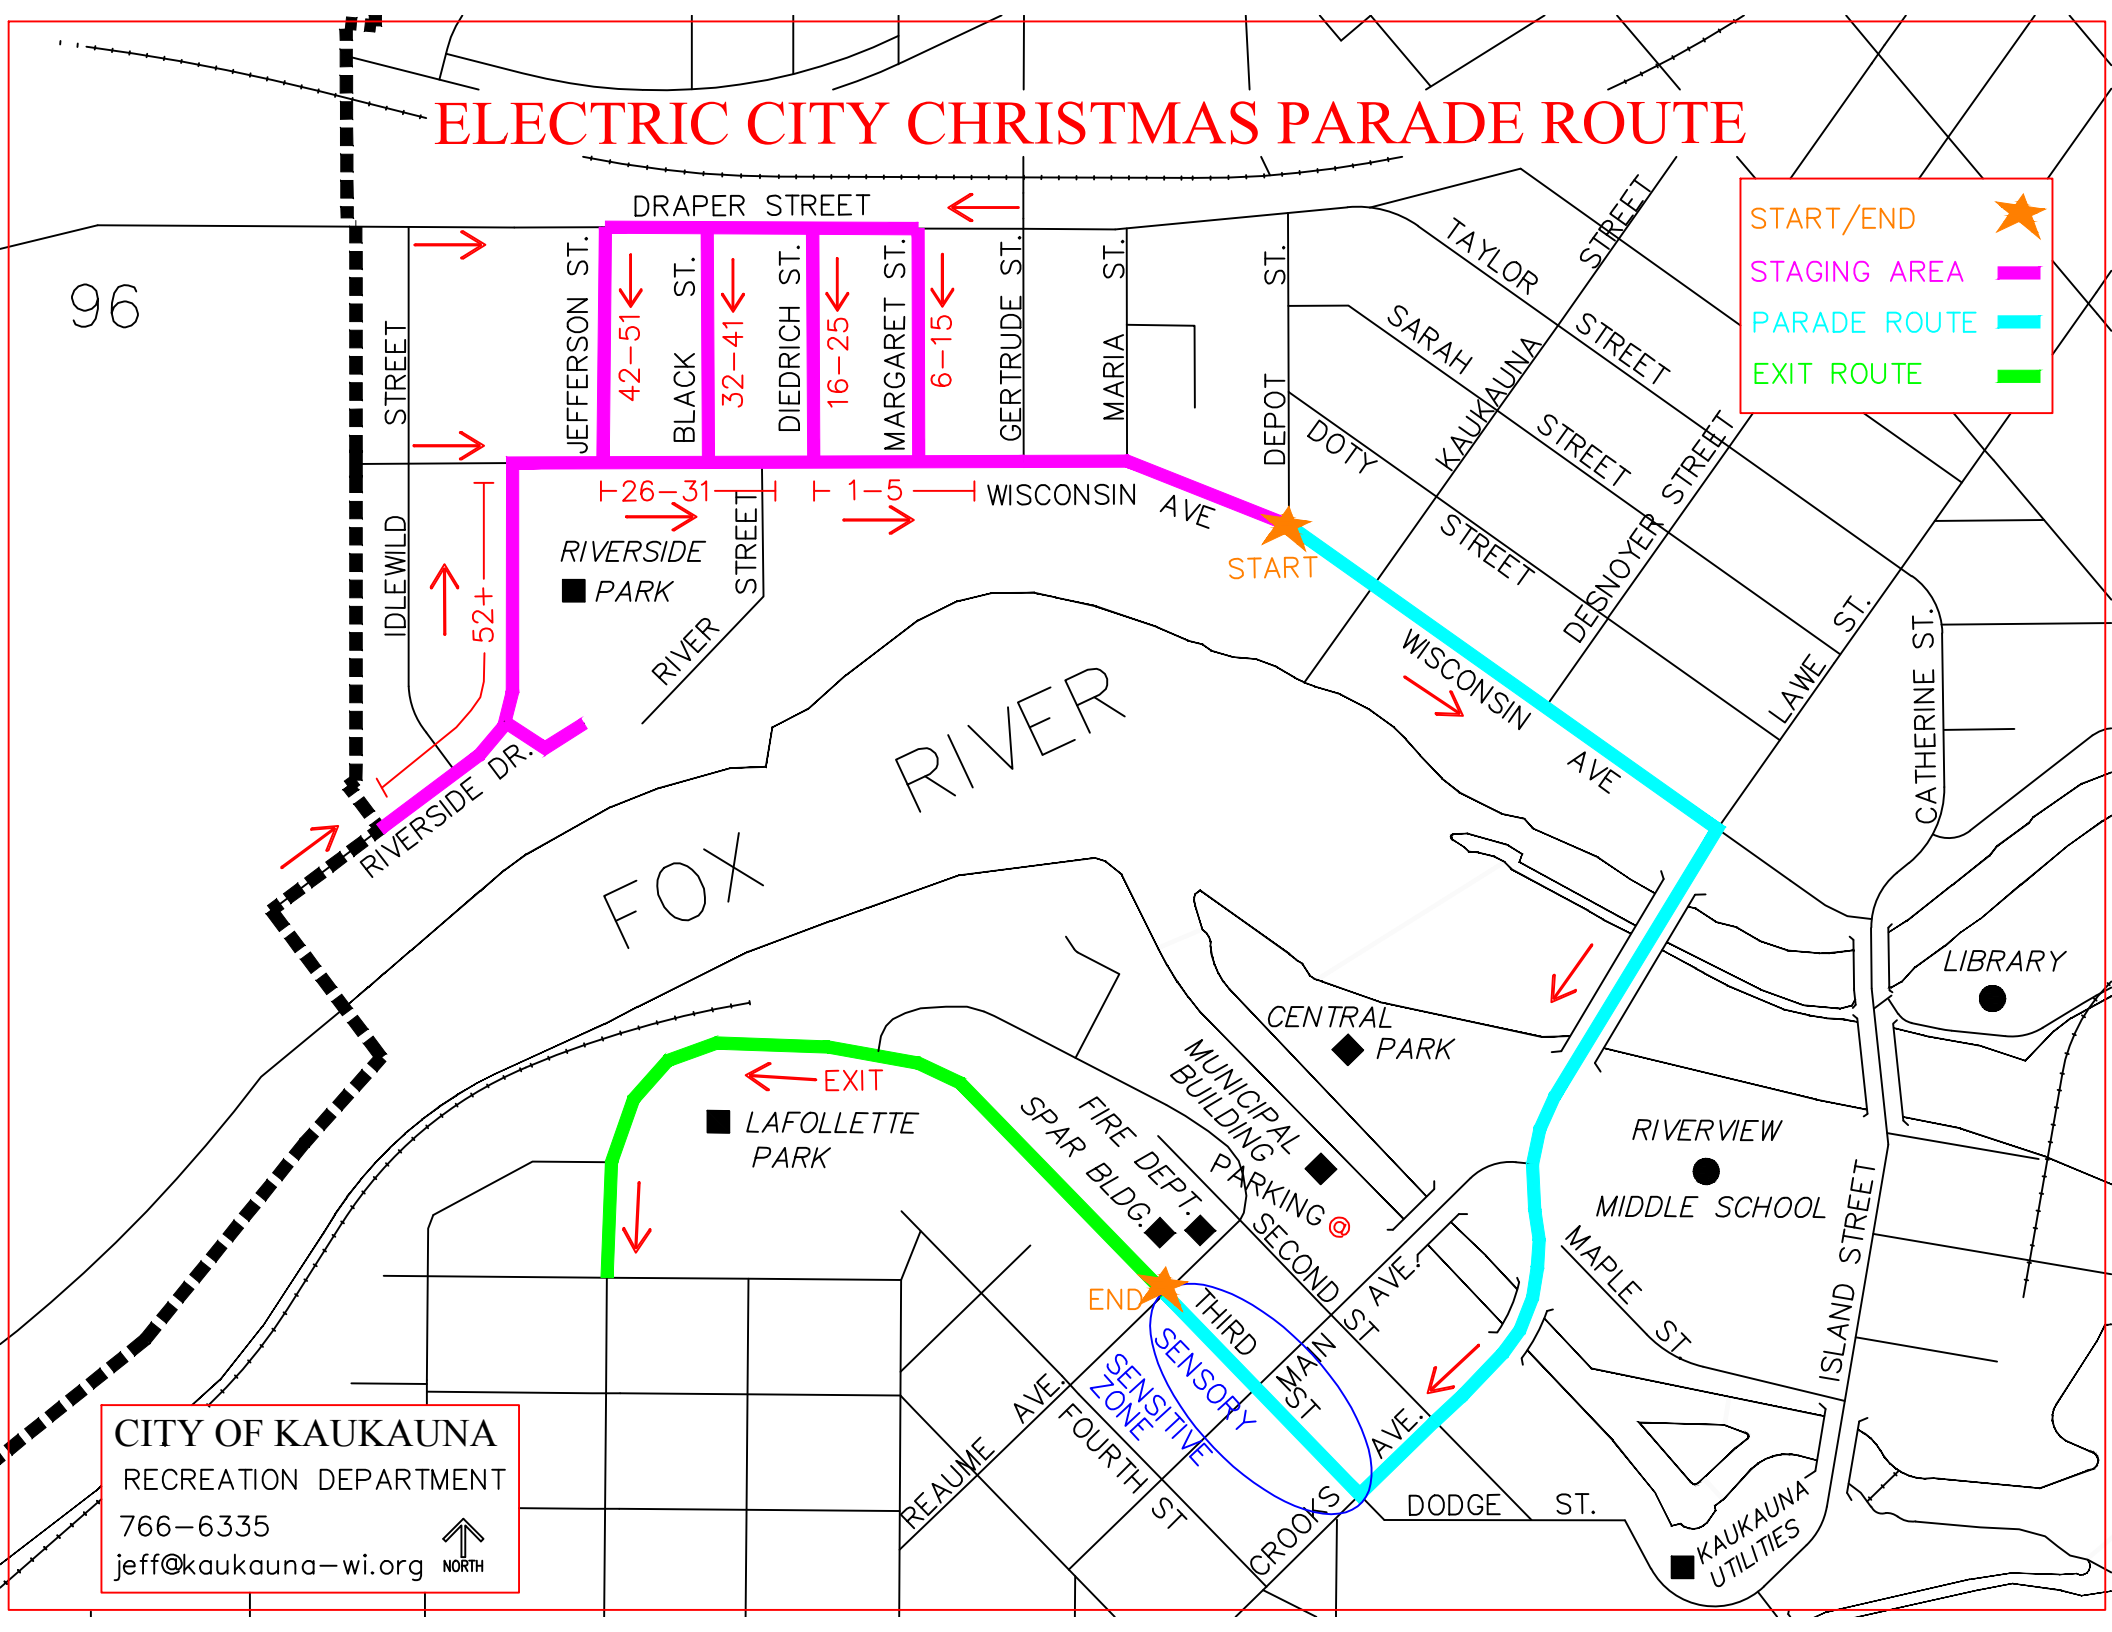 ELECTRIC CITY CHRISTMAS PARADE ROUTE
START/END
STAGING AREA
PARADE ROUTE
EXIT ROUTE
96
DRAPER STREET
IDLEWILD STREET
JEFFERSON ST.
42-51
BLACK ST.
32-41
DIEDRICH ST.
16-25
MARGARET ST.
6-15
GERTRUDE ST.
MARIA ST.
DEPOT ST.
TAYLOR STREET
SARAH STREET
DOTY STREET
KAUKAUNA STREET
DESNOYER STREET
LAWE ST.
CATHERINE ST.
26-31
1-5
WISCONSIN AVE
52+
RIVERSIDE
PARK
RIVER STREET
START
WISCONSIN AVE
RIVERSIDE DR.
FOX RIVER
LIBRARY
CENTRAL
PARK
MUNICIPAL
BUILDING
PARKING @
FIRE DEPT.
SPAR BLDG.
EXIT
LAFOLLETTE
PARK
RIVERVIEW
MIDDLE SCHOOL
MAPLE ST
ISLAND STREET
SECOND ST
MAIN AVE.
END
THIRD ST
SENSORY
SENSITIVE
ZONE
REAUME AVE.
FOURTH ST
CROOKS AVE.
DODGE ST.
KAUKAUNA
UTILITIES
CITY OF KAUKAUNA
RECREATION DEPARTMENT
766-6335
jeff@kaukauna-wi.org
NORTH